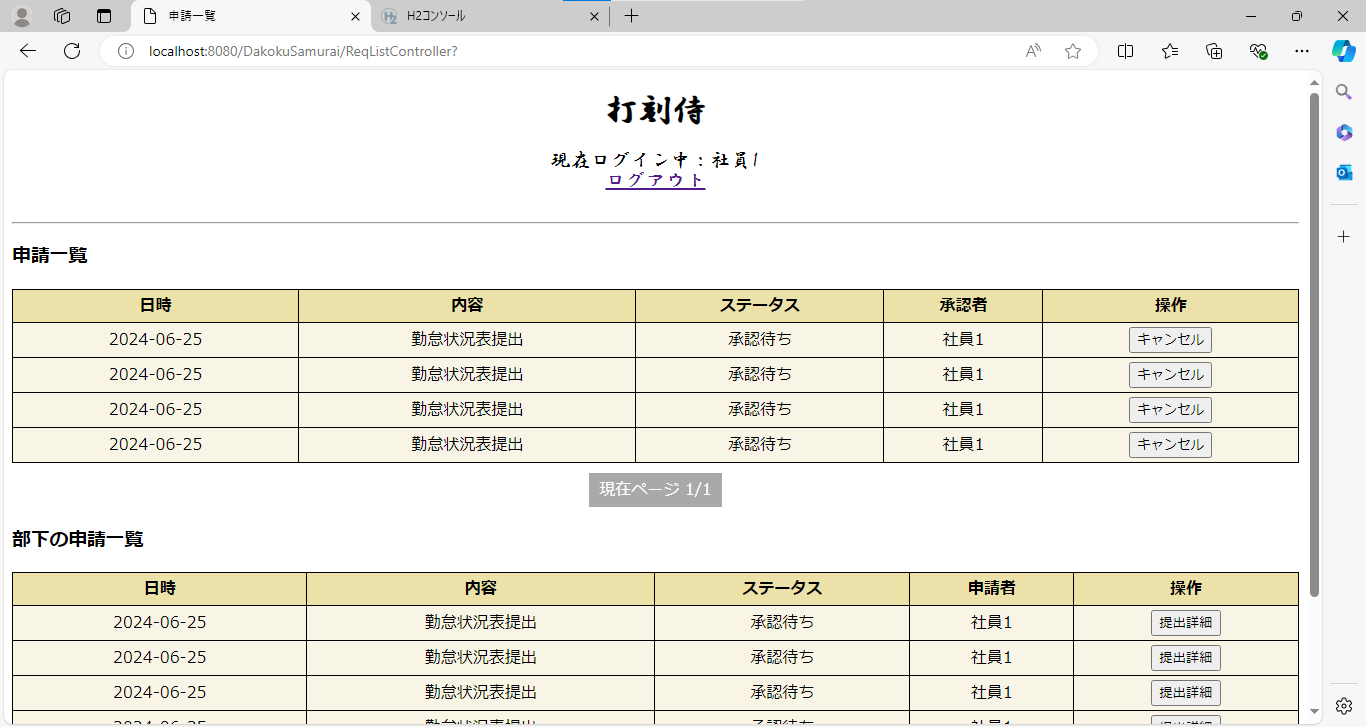 申請一覧
H2コンソール
localhost:8080/DakokuSamurai/ReqListController?
打刻侍
現在ログイン中：社員1
ログアウト
申請一覧
日時 内容 ステータス 承認者 操作
2024-06-25 勤怠状況表提出 承認待ち 社員1 キャンセル
2024-06-25 勤怠状況表提出 承認待ち 社員1 キャンセル
2024-06-25 勤怠状況表提出 承認待ち 社員1 キャンセル
2024-06-25 勤怠状況表提出 承認待ち 社員1 キャンセル
現在ページ 1/1
部下の申請一覧
日時 内容 ステータス 申請者 操作
2024-06-25 勤怠状況表提出 承認待ち 社員1 提出詳細
2024-06-25 勤怠状況表提出 承認待ち 社員1 提出詳細
2024-06-25 勤怠状況表提出 承認待ち 社員1 提出詳細